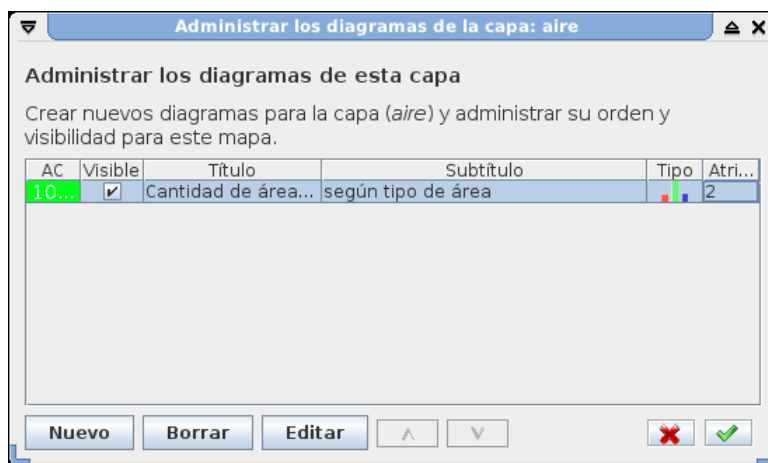 Administrar los diagramas de la capa: aire
Administrar los diagramas de esta capa
Crear nuevos diagramas para la capa (aire) y administrar su orden y
visibilidad para este mapa.
AC Visible Título Subtítulo Tipo Atri...
10... Cantidad de área... según tipo de área 2
Nuevo Borrar Editar